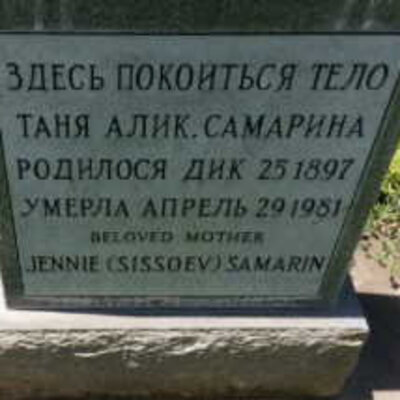 ЗДЕСЬ ПОКОИТЬСЯ ТЕЛО
ТАНЯ АЛИК. САМАРИНА
РОДИЛОСЯ ДИК 25 1897
УМЕРЛА АПРЕЛЬ 29 1981
BELOVED MOTHER
JENNIE (SISSOEV) SAMARIN